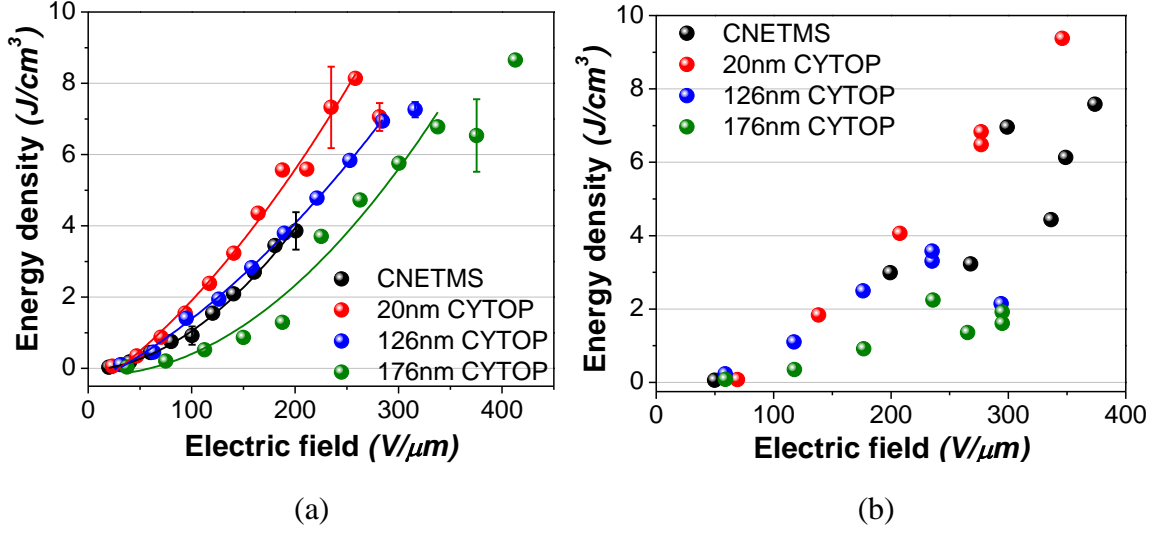 10
8
6
4
2
0
Energy density (J/cm³)
CNETMS
20nm CYTOP
126nm CYTOP
176nm CYTOP
0 100 200 300 400
Electric field (V/μm)
(a)
10
8
6
4
2
0
Energy density (J/cm³)
CNETMS
20nm CYTOP
126nm CYTOP
176nm CYTOP
0 100 200 300 400
Electric field (V/μm)
(b)